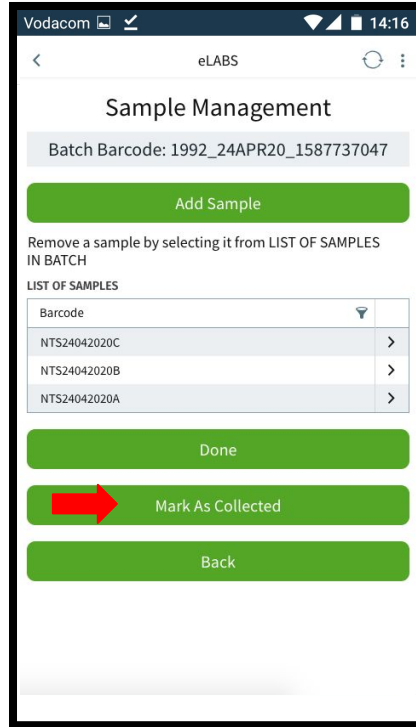 Vodacom 14:16
eLABS
Sample Management
Batch Barcode: 1992_24APR20_1587737047
Add Sample
Remove a sample by selecting it from LIST OF SAMPLES
IN BATCH
LIST OF SAMPLES
Barcode
NTS24042020C
NTS24042020B
NTS24042020A
Done
Mark As Collected
Back